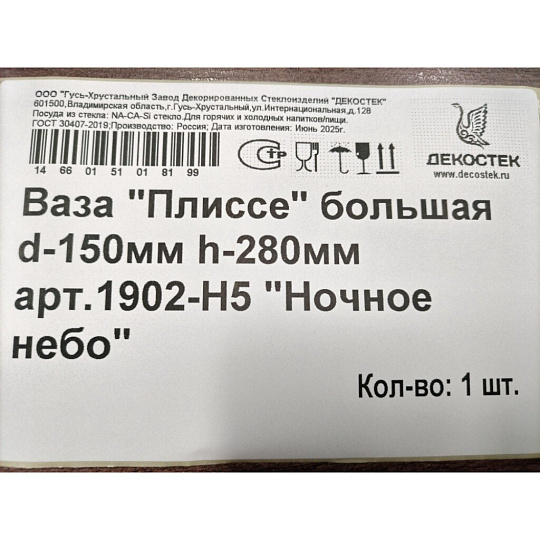 ООО "Гусь-Хрустальный Завод Декорированных Стеклоизделий "ДЕКОСТЕК"
601500,Владимирская область,г.Гусь-Хрустальный,ул.Интернациональная,д.128
Посуда из стекла: NA-CA-Si стекло.Для горячих и холодных напитков/пищи.
ГОСТ 30407-2019;Производство: Россия; Дата изготовления: Июнь 2025г.
14 66 01 51 01 81 99
ДЕКОСТЕК
www.decostek.ru
Ваза "Плиссе" большая
d-150мм h-280мм
арт.1902-Н5 "Ночное
небо"
Кол-во: 1 шт.